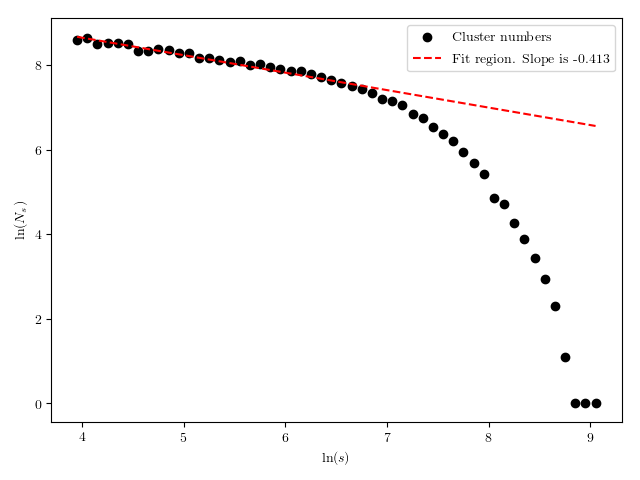 Cluster numbers
Fit region. Slope is -0.413
8
6
4
2
0
ln(N_s)
4 5 6 7 8 9
ln(s)